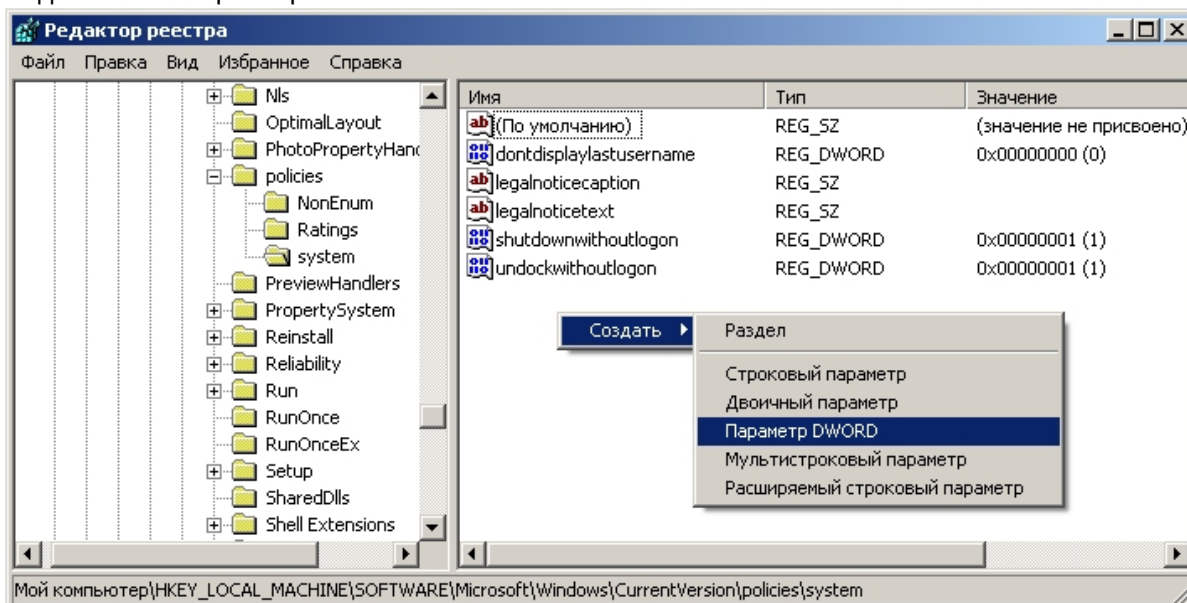 Редактор реестра
Файл Правка Вид Избранное Справка
Nls
OptimalLayout
PhotoPropertyHand
policies
NonEnum
Ratings
system
PreviewHandlers
PropertySystem
Reinstall
Reliability
Run
RunOnce
RunOnceEx
Setup
SharedDlls
Shell Extensions
Имя Тип Значение
(По умолчанию) REG_SZ (значение не присвоено)
dontdisplaylastusername REG_DWORD 0x00000000 (0)
legalnoticecaption REG_SZ
legalnoticetext REG_SZ
shutdownwithoutlogon REG_DWORD 0x00000001 (1)
undockwithoutlogon REG_DWORD 0x00000001 (1)
Создать
Раздел
Строковый параметр
Двоичный параметр
Параметр DWORD
Мультистроковый параметр
Расширяемый строковый параметр
Мой компьютер\HKEY_LOCAL_MACHINE\SOFTWARE\Microsoft\Windows\CurrentVersion\policies\system